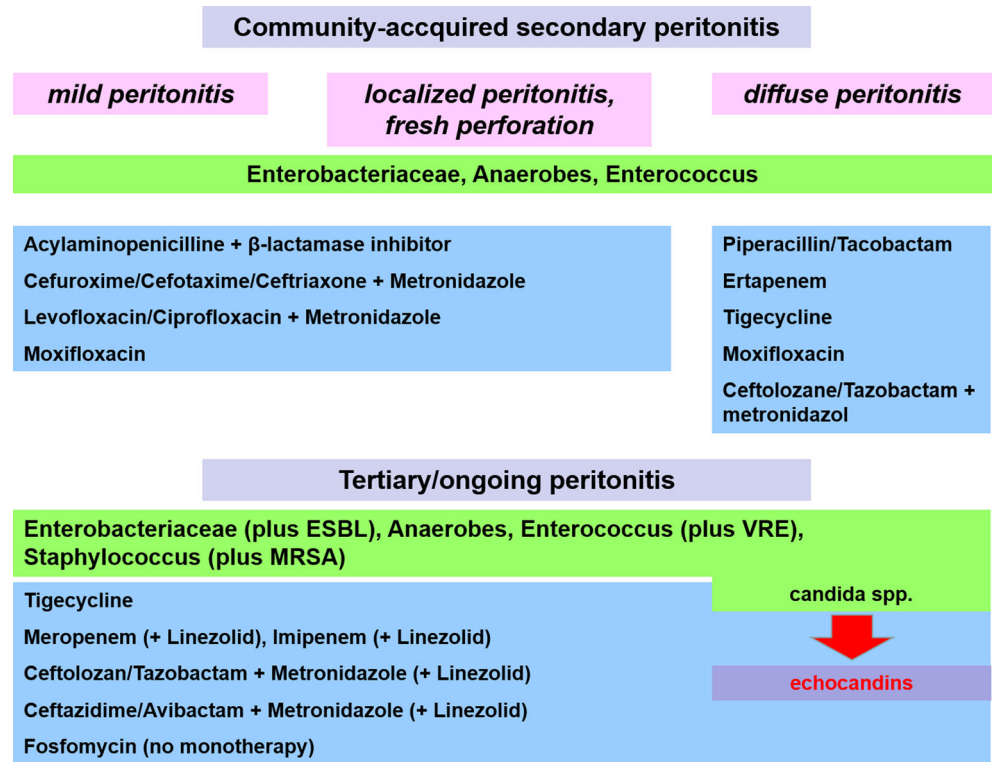 Community-accquired secondary peritonitis
mild peritonitis
localized peritonitis,
fresh perforation
diffuse peritonitis
Enterobacteriaceae, Anaerobes, Enterococcus
Acylaminopenicilline + β-lactamase inhibitor
Cefuroxime/Cefotaxime/Ceftriaxone + Metronidazole
Levofloxacin/Ciprofloxacin + Metronidazole
Moxifloxacin
Piperacillin/Tacobactam
Ertapenem
Tigecycline
Moxifloxacin
Ceftolozane/Tazobactam +
metronidazol
Tertiary/ongoing peritonitis
Enterobacteriaceae (plus ESBL), Anaerobes, Enterococcus (plus VRE),
Staphylococcus (plus MRSA)
Tigecycline
Meropenem (+ Linezolid), Imipenem (+ Linezolid)
Ceftolozan/Tazobactam + Metronidazole (+ Linezolid)
Ceftazidime/Avibactam + Metronidazole (+ Linezolid)
Fosfomycin (no monotherapy)
candida spp.
echocandins